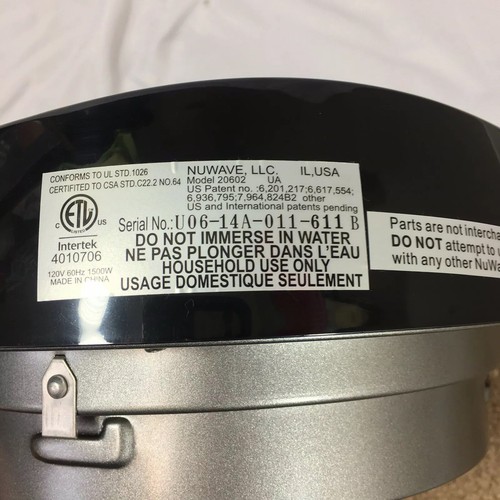 CONFORMS TO UL STD.1026
CERTIFIED TO CSA STD.C22.2 NO.64
NUWAVE, LLC. IL,USA
Model 20602 UA
US Patent no. :6,201,217;6,617,554;
6,936,795;7,964,824B2 other
US and International patents pending
C ETL US
LISTED
Intertek
4010706
120V 60Hz 1500W
MADE IN CHINA
Serial No.:U06-14A-011-611 B
DO NOT IMMERSE IN WATER
NE PAS PLONGER DANS L'EAU
HOUSEHOLD USE ONLY
USAGE DOMESTIQUE SEULEMENT
Parts are not intercha
DO NOT attempt to u
with any other NuWa